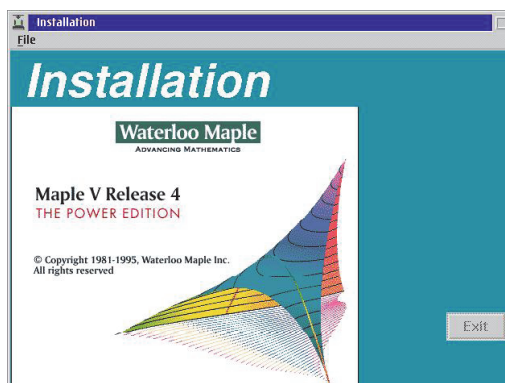 Installation
File
Installation
Waterloo Maple
ADVANCING MATHEMATICS
Maple V Release 4
THE POWER EDITION
© Copyright 1981-1995, Waterloo Maple Inc.
All rights reserved
Exit